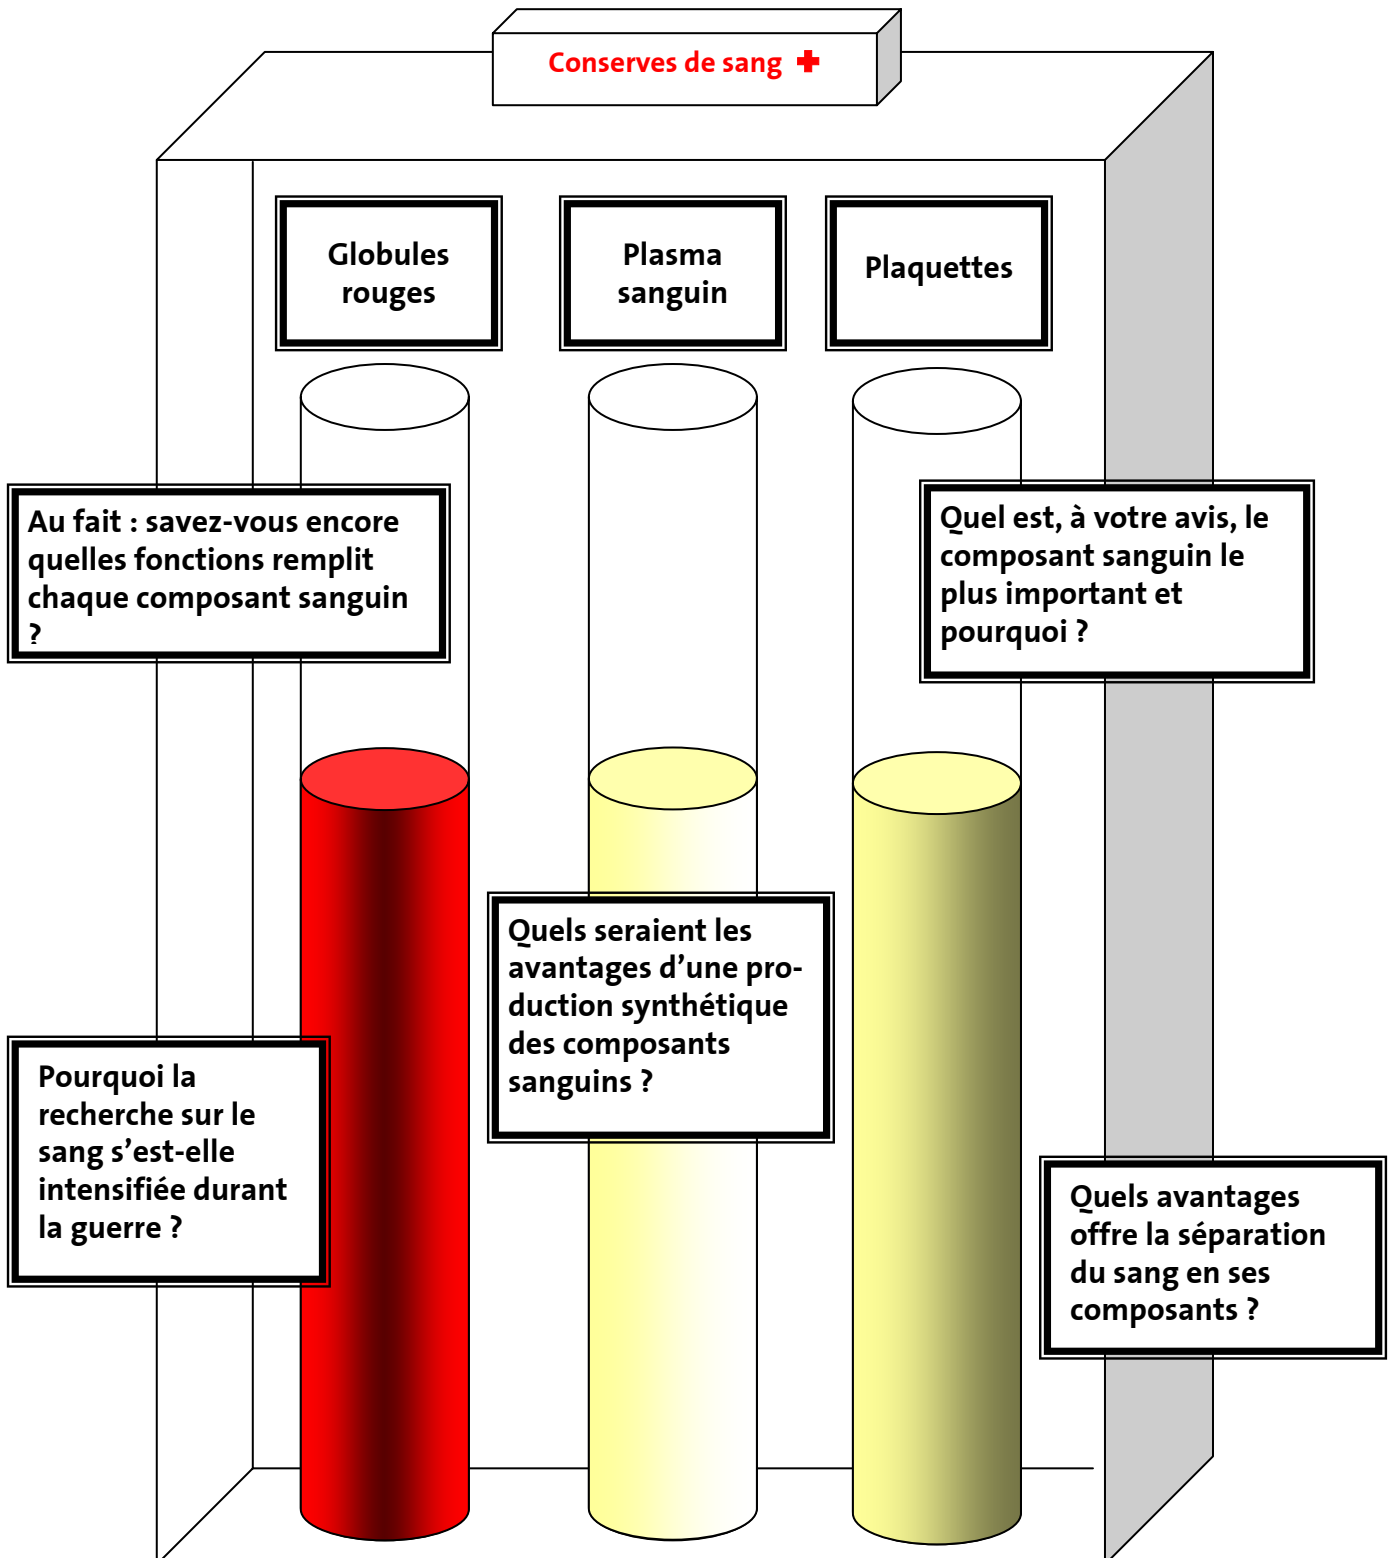 Conserves de sang
Globules
rouges
Plasma
sanguin
Plaquettes
Au fait : savez-vous encore
quelles fonctions remplit
chaque composant sanguin
?
Quel est, à votre avis, le
composant sanguin le
plus important et
pourquoi ?
Quels seraient les
avantages d’une pro-
duction synthétique
des composants
sanguins ?
Pourquoi la
recherche sur le
sang s’est-elle
intensifiée durant
la guerre ?
Quels avantages
offre la séparation
du sang en ses
composants ?